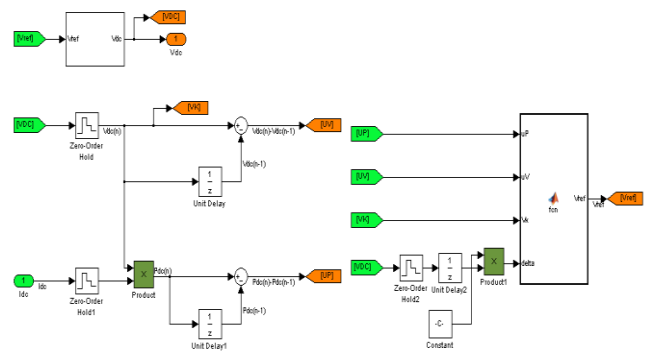 [VDC]
[Vref]
Vref
Vdc
1
Vdc
[VK]
[VDC]
Vdc(n)
Vdc(n)-Vdc(n-1)
[UV]
Zero-Order
Hold
Vdc(n-1)
1
z
Unit Delay
[UP]
uP
[UV]
uV
fcn
Vref
Vref
[Vref]
[VK]
Vk
1
Idc
Idc
Zero-Order
Hold1
X
Product
Pdc(n)
Pdc(n)-Pdc(n-1)
[UP]
Pdc(n-1)
1
z
Unit Delay1
[VDC]
Zero-Order
Hold2
1
z
Unit Delay2
X
Product1
delta
-C-
Constant